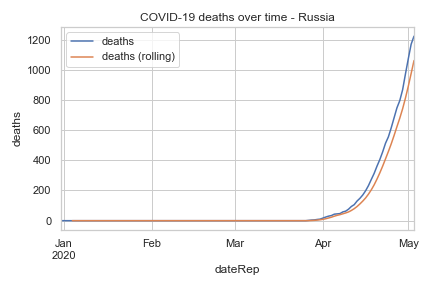 COVID-19 deaths over time - Russia
deaths
deaths (rolling)
1200
1000
800
600
400
200
0
deaths
Jan
2020
Feb
Mar
Apr
May
dateRep